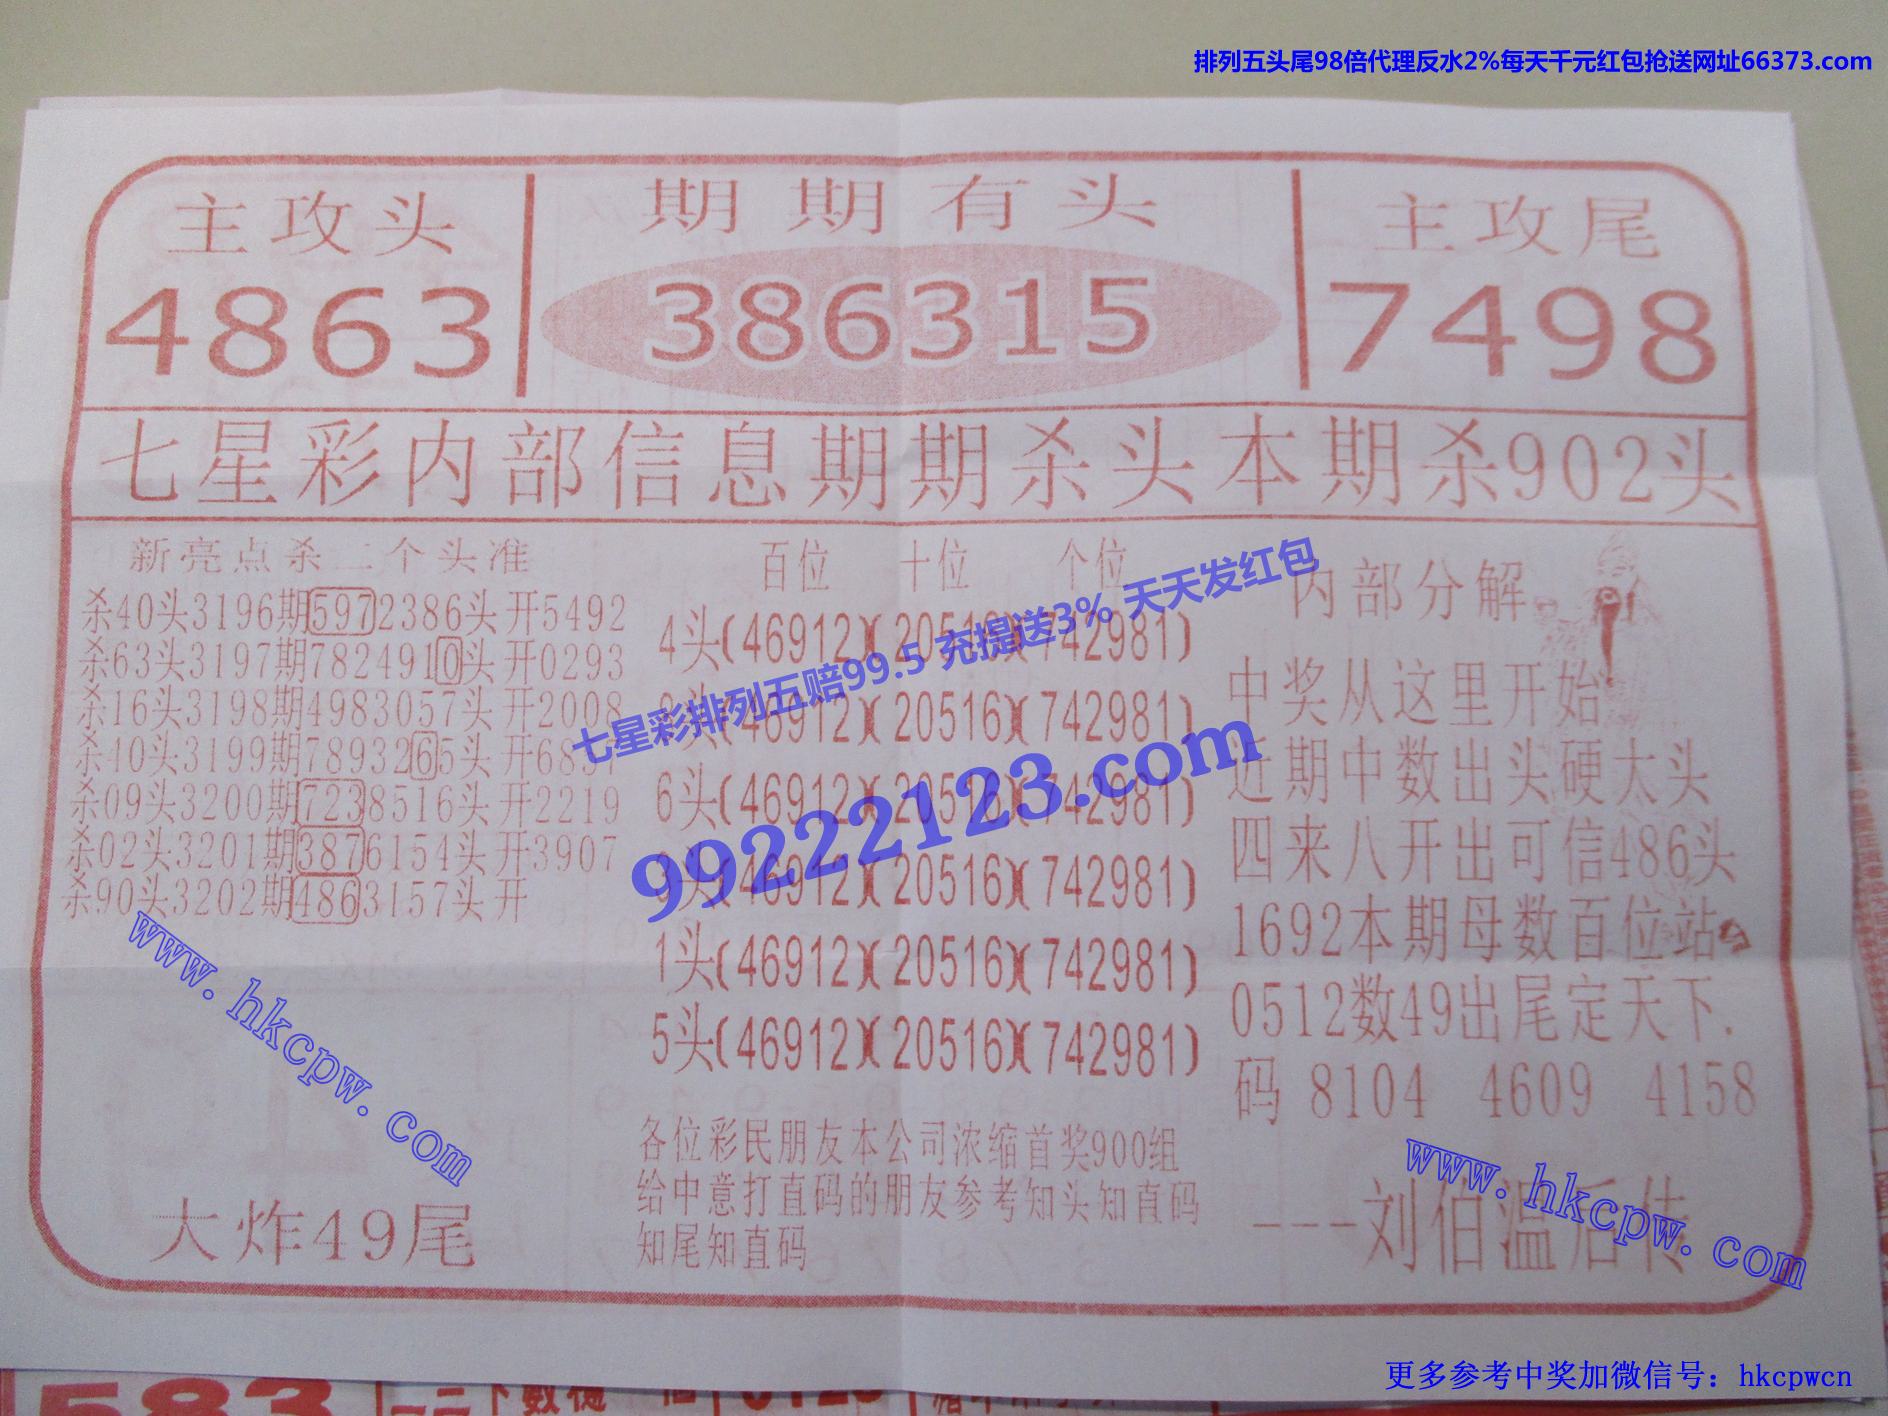 排列五头尾98倍代理反水2%每天千元红包抢送网址66373.com
主攻头
4863
期期有头
386315
主攻尾
7498
七星彩内部信息期期杀头本期杀902头
新亮点杀二个头准
杀40头3196期5972386头开5492
杀63头3197期7824910头开0293
杀16头3198期4983057头开2008
杀40头3199期7893265头开68
杀09头3200期7238516头开2219
杀02头3201期3876154头开3907
杀90头3202期4863157头开
大炸49尾
百位 十位 个位
4头(46912)(20516)(742981)
头(46912)(20516)(742981)
6头(46912)(20516)(742981)
头(46912)(20516)(742981)
1头(46912)(20516)(742981)
5头(46912)(20516)(742981)
各位彩民朋友本公司浓缩首奖900组
给中意打直码的朋友参考知头知直码
知尾知直码
内部分解
中奖从这里开始
近期中数出头硬太头
四来八开出可信486头
1692本期母数百位站
0512数49出尾定天下.
码 8104 4609 4158
---刘伯温后传
七星彩排列五赔99.5 充提送3% 天天发红包
99222123.com
www.hkcpw.com
www.hkcpw.com
583
更多参考中奖加微信号：hkcpwcn